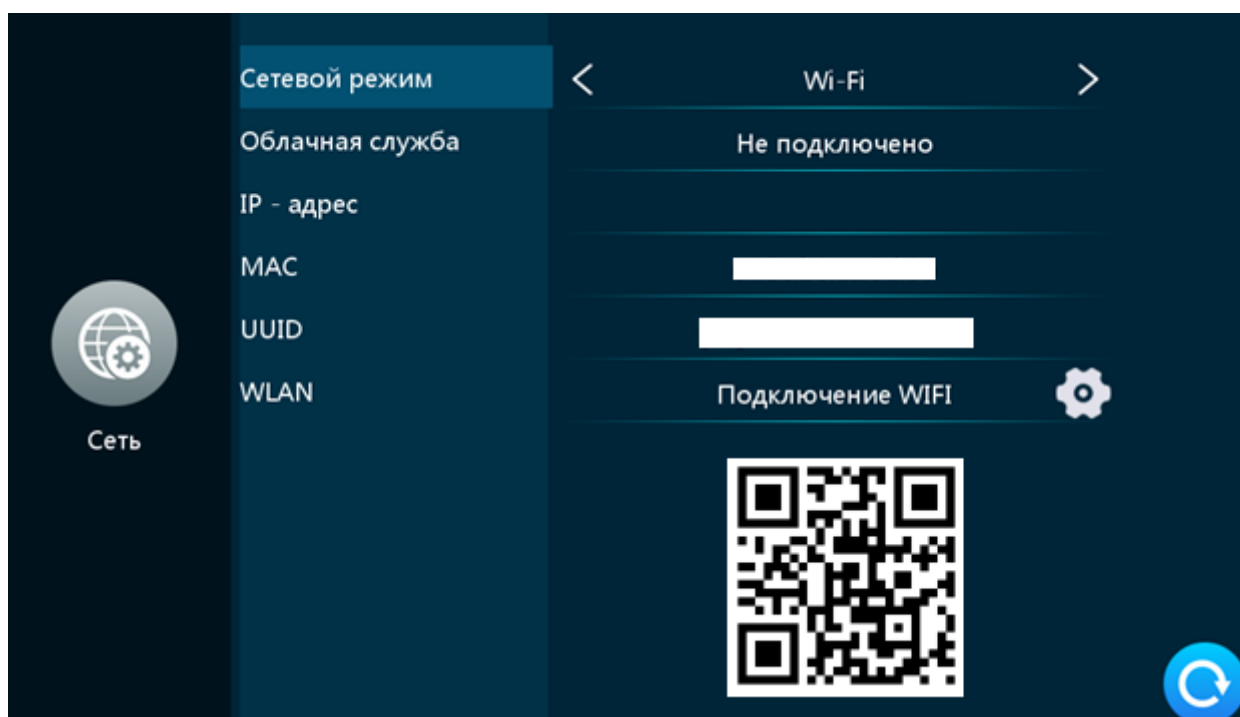 Сетевой режим
Wi-Fi
Облачная служба
Не подключено
IP - адрес
MAC
UUID
WLAN
Подключение WIFI
Сеть